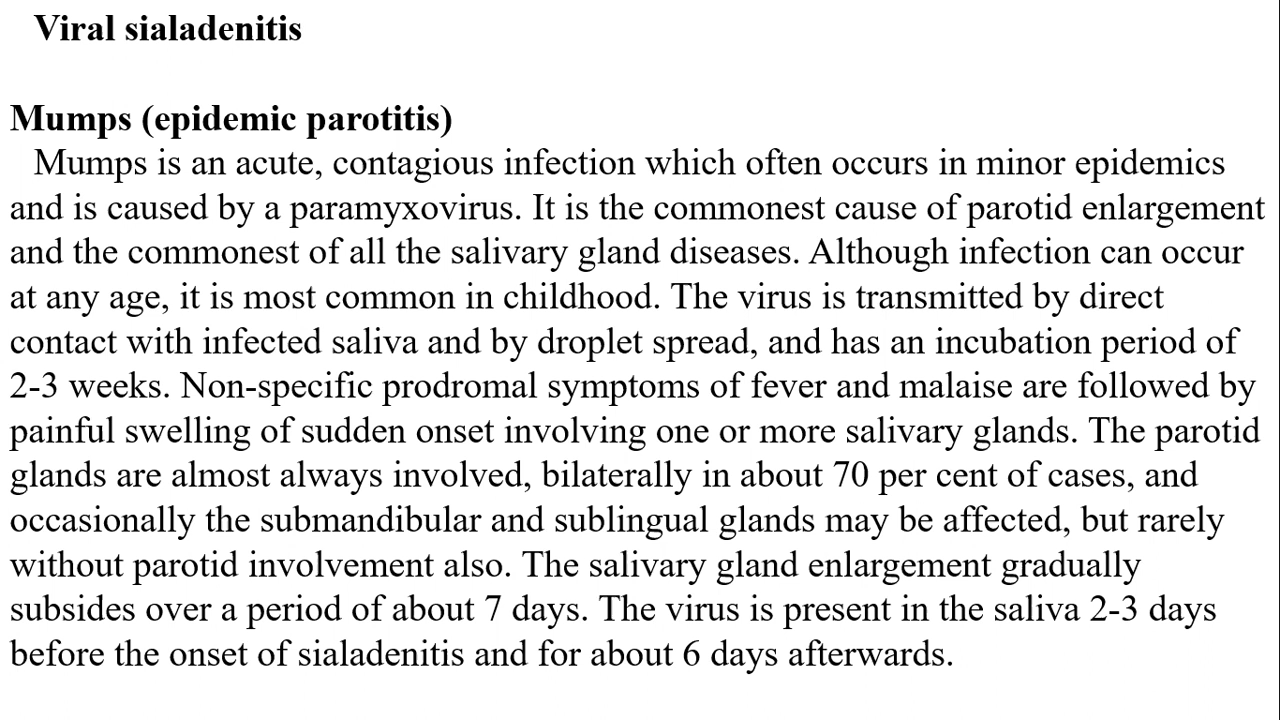 Viral sialadenitis
Mumps (epidemic parotitis)
Mumps is an acute, contagious infection which often occurs in minor epidemics
and is caused by a paramyxovirus. It is the commonest cause of parotid enlargement
and the commonest of all the salivary gland diseases. Although infection can occur
at any age, it is most common in childhood. The virus is transmitted by direct
contact with infected saliva and by droplet spread, and has an incubation period of
2-3 weeks. Non-specific prodromal symptoms of fever and malaise are followed by
painful swelling of sudden onset involving one or more salivary glands. The parotid
glands are almost always involved, bilaterally in about 70 per cent of cases, and
occasionally the submandibular and sublingual glands may be affected, but rarely
without parotid involvement also. The salivary gland enlargement gradually
subsides over a period of about 7 days. The virus is present in the saliva 2-3 days
before the onset of sialadenitis and for about 6 days afterwards.